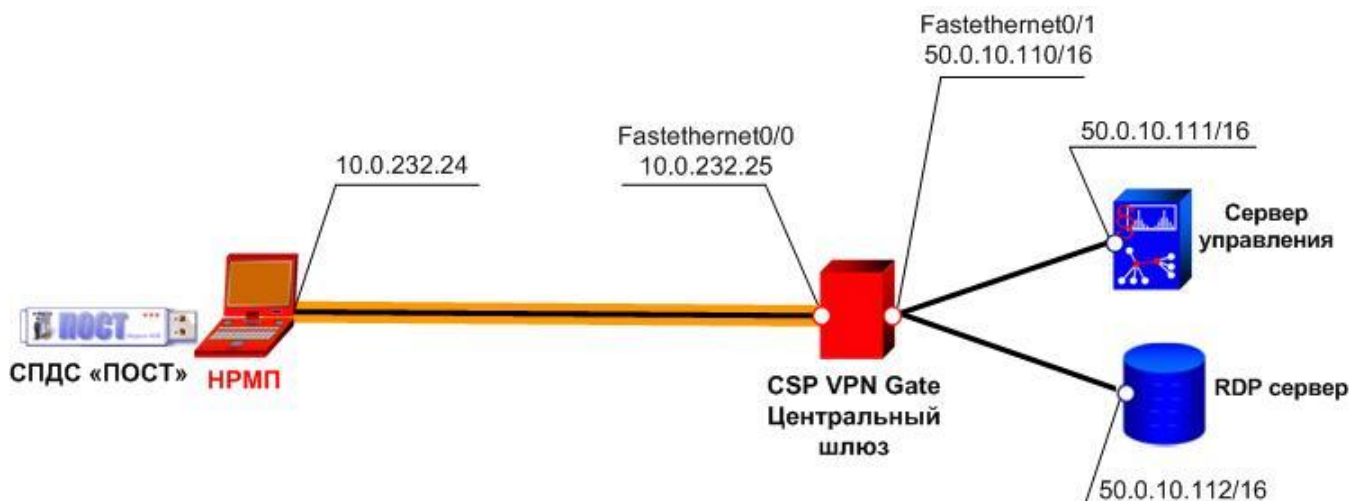 Fastethernet0/1
50.0.10.110/16
Fastethernet0/0
10.0.232.25
10.0.232.24
50.0.10.111/16
Сервер
управления
ПОСТ
СПДС «ПОСТ»
НРМП
CSP VPN Gate
Центральный
шлюз
RDP сервер
50.0.10.112/16